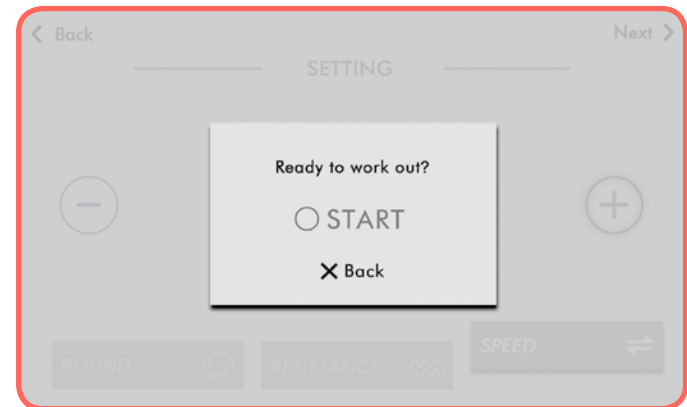 Back
Next
SETTING
Ready to work out?
START
Back
ROUND
RESISTANCE
SPEED